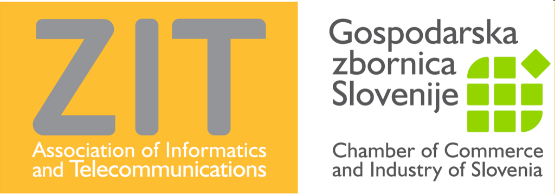 ZIT
Association of Informatics
and Telecommunications
Gospodarska
zbornica
Slovenije
Chamber of Commerce
and Industry of Slovenia